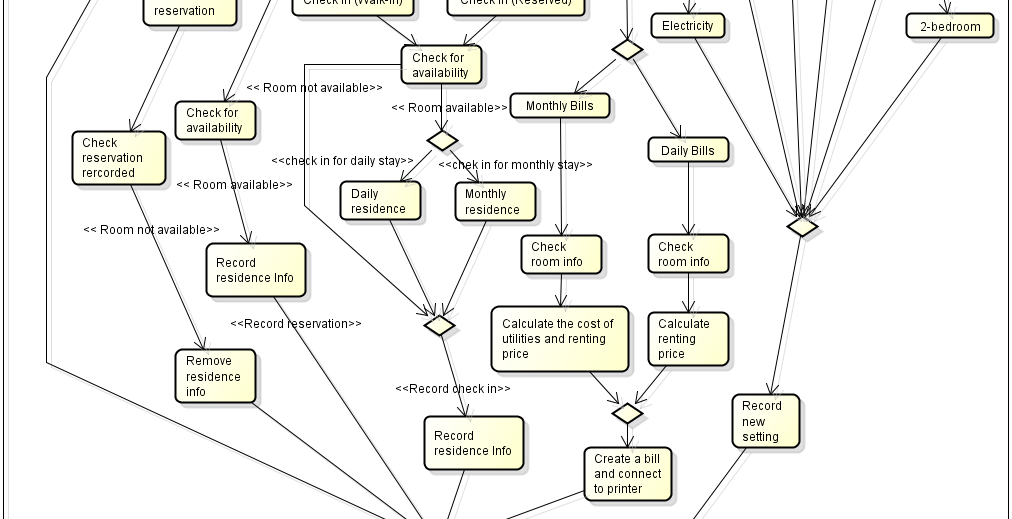 reservation
Check in (Walk-in)
Check in (Reserved)
Electricity
2-bedroom
Check for
availability
<< Room not available>>
<< Room available>>
Monthly Bills
Check for
availability
Check
reservation
rercorded
<<check in for daily stay>>
<<chek in for monthly stay>>
Daily Bills
<< Room available>>
Daily
residence
Monthly
residence
<< Room not available>>
Record
residence Info
Check
room info
Check
room info
<<Record reservation>>
Calculate the cost of
utilities and renting
price
Calculate
renting
price
Remove
residence
info
<<Record check in>>
Record
new
setting
Record
residence Info
Create a bill
and connect
to printer